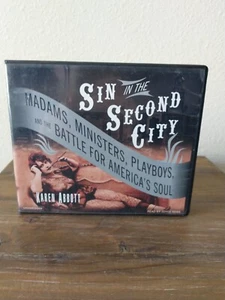 SIN IN THE
SECOND
CITY
MADAMS, MINISTERS, PLAYBOYS,
AND THE BATTLE FOR AMERICA'S SOUL
KAREN ABBOTT